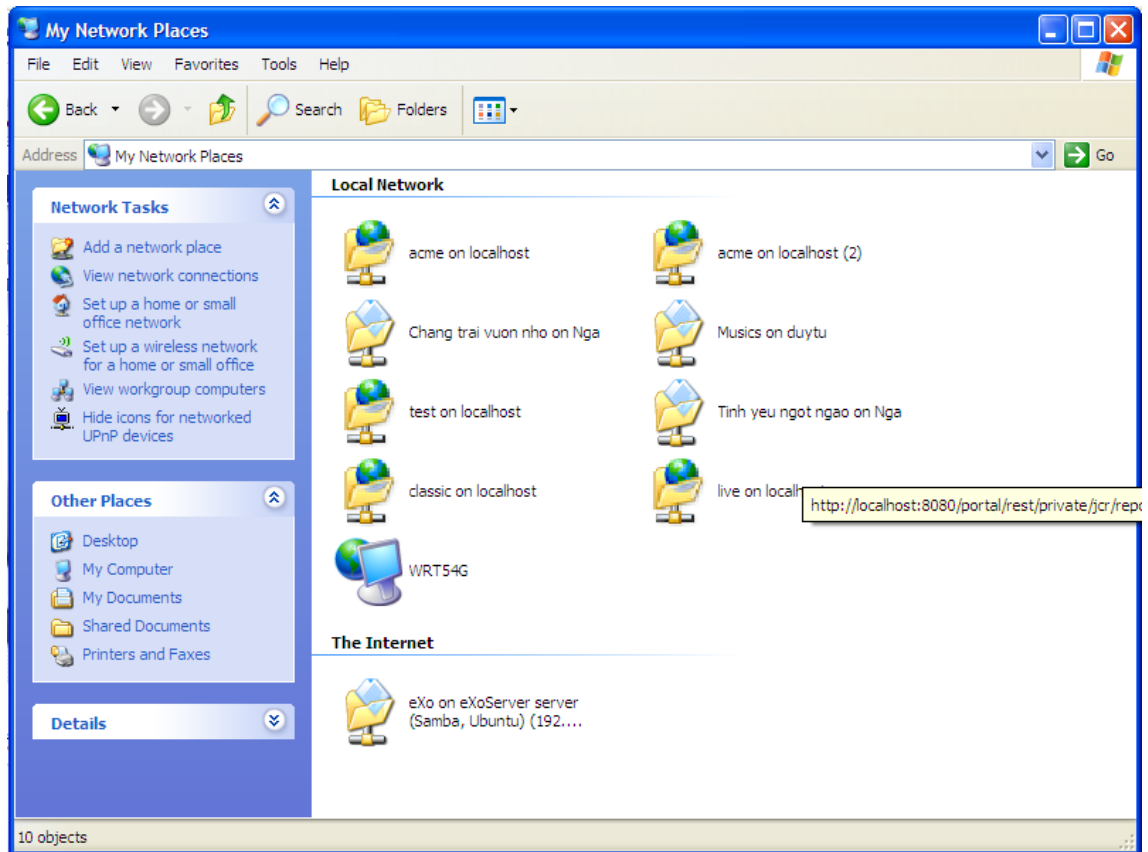 My Network Places
File Edit View Favorites Tools Help
Back Search Folders
Address My Network Places Go
Network Tasks
Add a network place
View network connections
Set up a home or small
office network
Set up a wireless network
for a home or small office
View workgroup computers
Hide icons for networked
UPnP devices
Other Places
Desktop
My Computer
My Documents
Shared Documents
Printers and Faxes
Details
Local Network
acme on localhost
acme on localhost (2)
Chang trai vuon nho on Nga
Musics on duytu
test on localhost
Tinh yeu ngot ngao on Nga
classic on localhost
live on localh
http://localhost:8080/portal/rest/private/jcr/repo
WRT54G
The Internet
eXo on eXoServer server
(Samba, Ubuntu) (192....
10 objects